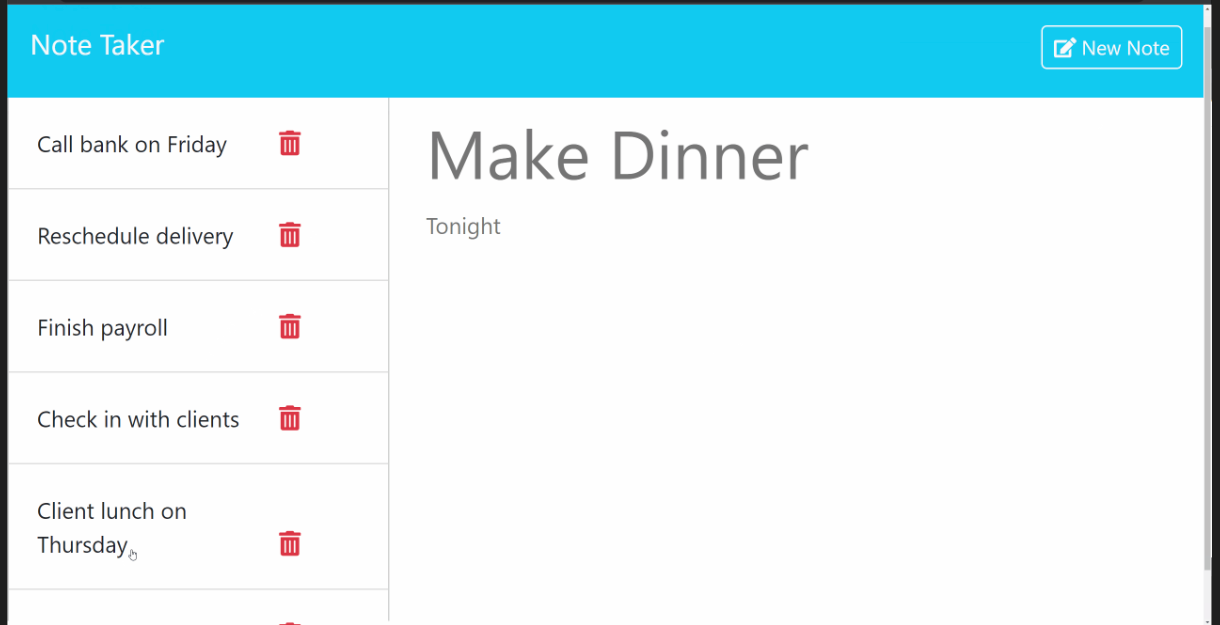 Note Taker
New Note
Call bank on Friday
Reschedule delivery
Finish payroll
Check in with clients
Client lunch on
Thursday
Make Dinner
Tonight